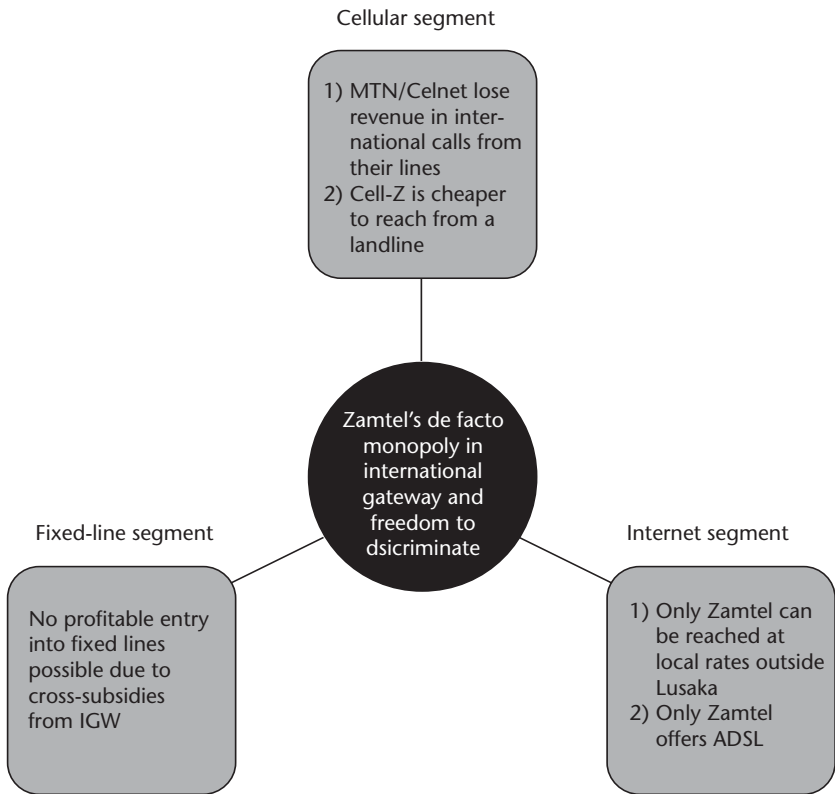 Cellular segment
1) MTN/Celnet lose
revenue in inter-
national calls from
their lines
2) Cell-Z is cheaper
to reach from a
landline
Zamtel's de facto
monopoly in
international
gateway and
freedom to
dsicriminate
Fixed-line segment
No profitable entry
into fixed lines
possible due to
cross-subsidies
from IGW
Internet segment
1) Only Zamtel can
be reached at
local rates outside
Lusaka
2) Only Zamtel
offers ADSL